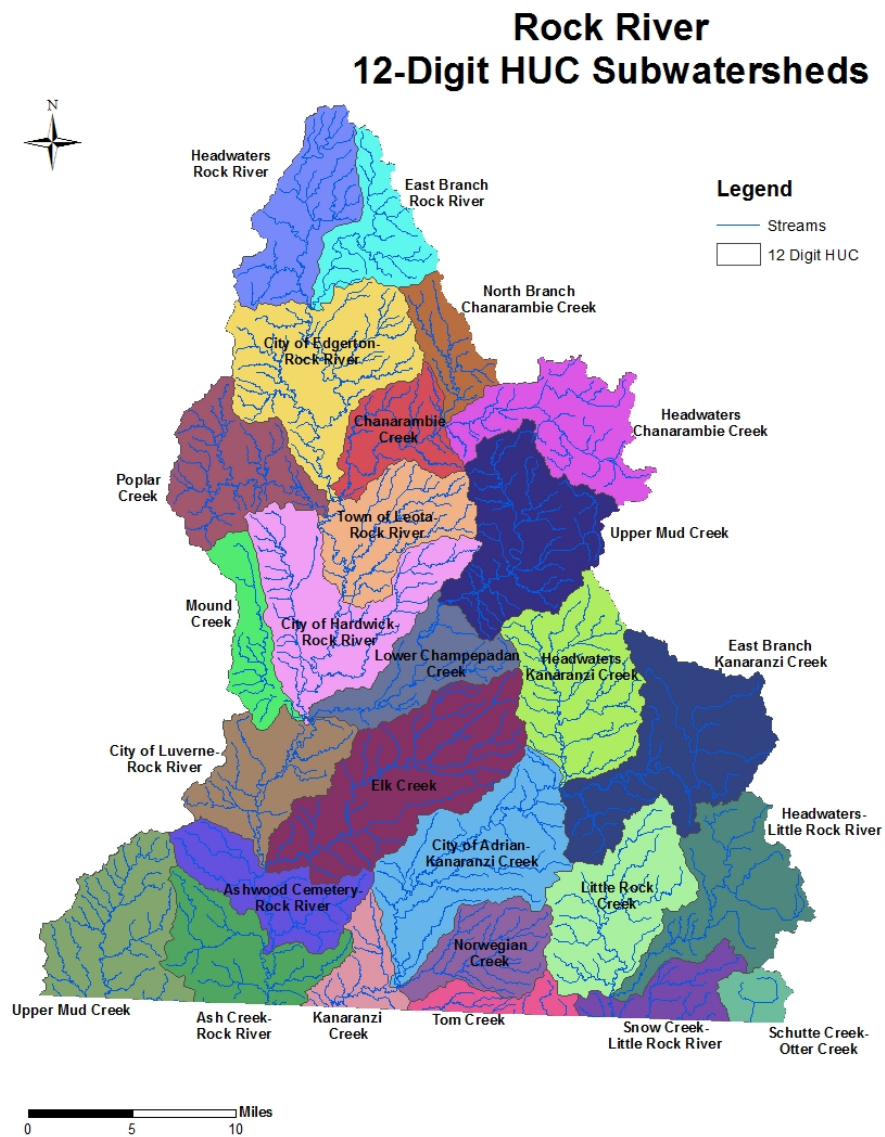 Rock River
12-Digit HUC Subwatersheds
N
Headwaters
Rock River
East Branch
Rock River
Legend
Streams
12 Digit HUC
North Branch
Chanarambie Creek
City of Edgerton-
Rock River
Headwaters
Chanarambie Creek
Chanarambie
Creek
Poplar
Creek
Town of Leota-
Rock River
Upper Mud Creek
Mound
Creek
City of Hardwick-
Rock River
Lower Champepadan
Creek
Headwaters
Kanaranzi Creek
East Branch
Kanaranzi Creek
City of Luverne-
Rock River
Elk Creek
Headwaters-
Little Rock River
City of Adrian-
Kanaranzi Creek
Ashwood Cemetery-
Rock River
Little Rock
Creek
Norwegian
Creek
Upper Mud Creek
Ash Creek-
Rock River
Kanaranzi
Creek
Tom Creek
Snow Creek-
Little Rock River
Schutte Creek-
Otter Creek
Miles
0 5 10